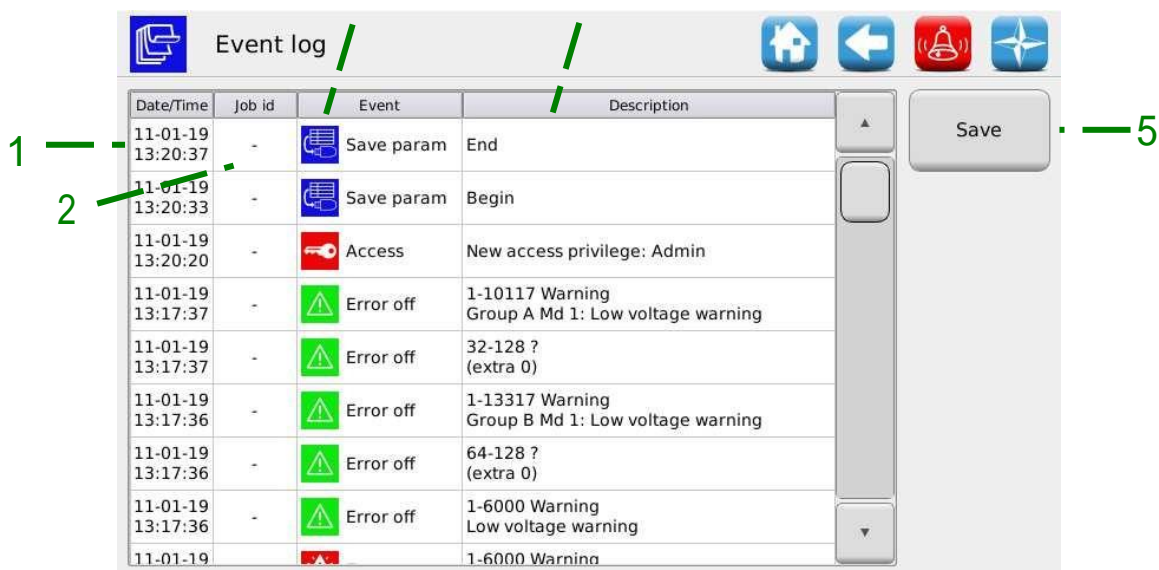 Event log
Date/Time Job id Event Description
11-01-19
13:20:37
-
Save param
End
Save
1
5
11-01-19
13:20:33
-
Save param
Begin
2
11-01-19
13:20:20
-
Access
New access privilege: Admin
11-01-19
13:17:37
-
Error off
1-10117 Warning
Group A Md 1: Low voltage warning
11-01-19
13:17:37
-
Error off
32-128 ?
(extra 0)
11-01-19
13:17:36
-
Error off
1-13317 Warning
Group B Md 1: Low voltage warning
11-01-19
13:17:36
-
Error off
64-128 ?
(extra 0)
11-01-19
13:17:36
-
Error off
1-6000 Warning
Low voltage warning
11-01-19
1-6000 Warning